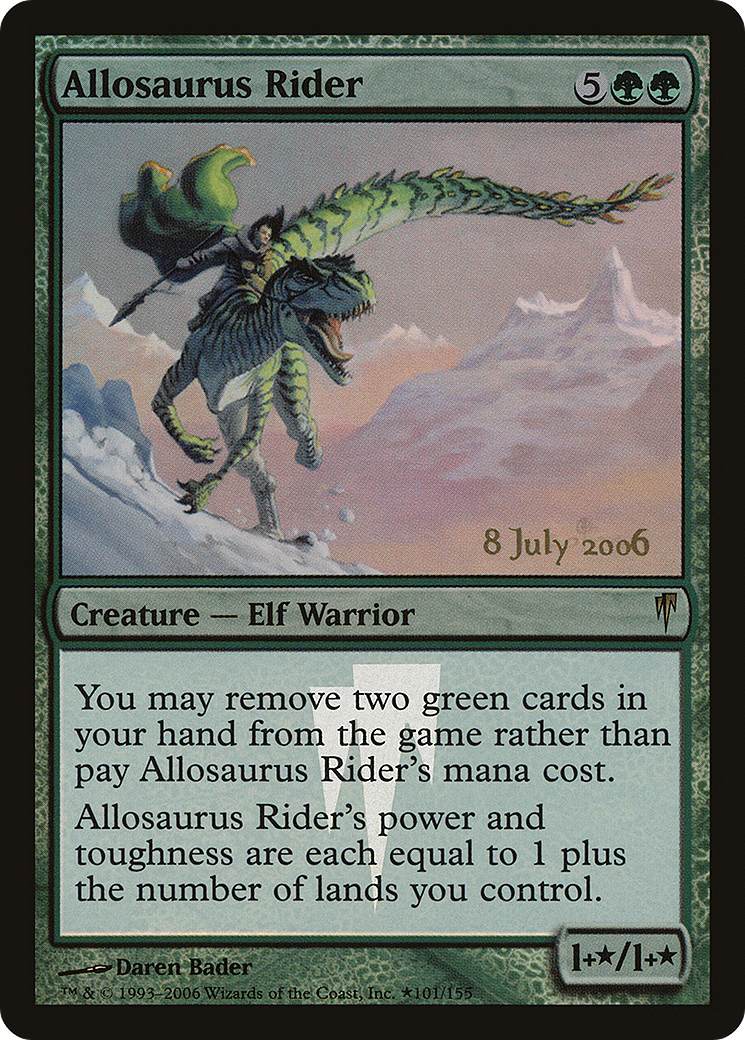 Allosaurus Rider 5
8 July 2006
Creature — Elf Warrior
You may remove two green cards in
your hand from the game rather than
pay Allosaurus Rider's mana cost.
Allosaurus Rider's power and
toughness are each equal to 1 plus
the number of lands you control.
1+★/1+★
Daren Bader
™ & © 1993–2006 Wizards of the Coast, Inc. ★101/155